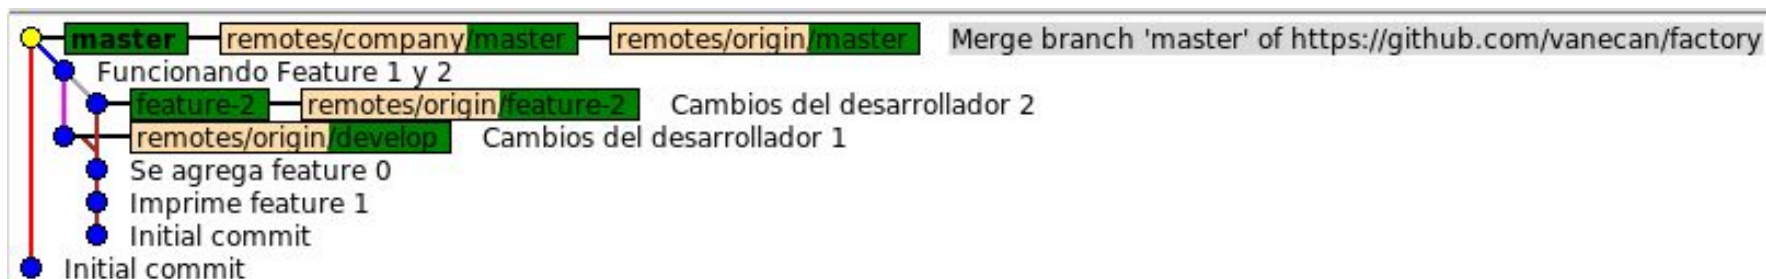 master remotes/company/master remotes/origin/master Merge branch 'master' of https://github.com/vanecan/factory
Funcionando Feature 1 y 2
feature-2 remotes/origin/feature-2 Cambios del desarrollador 2
remotes/origin/develop Cambios del desarrollador 1
Se agrega feature 0
Imprime feature 1
Initial commit
Initial commit